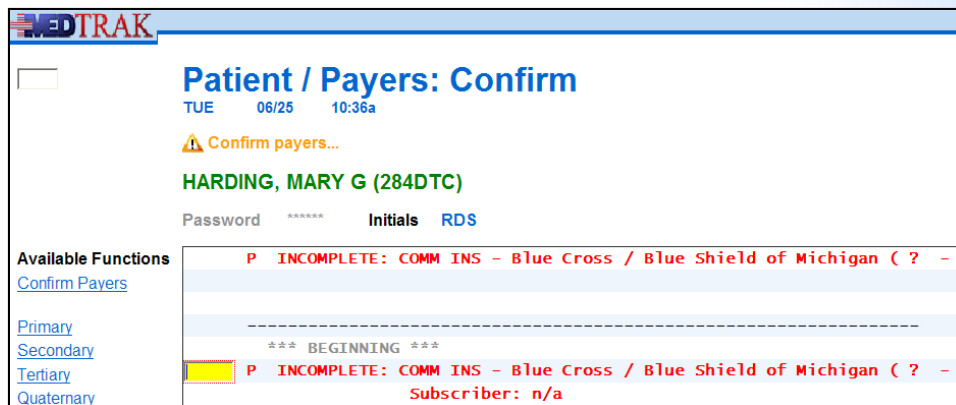 MEDTRAK
Patient / Payers: Confirm
TUE 06/25 10:36a
Confirm payers...
HARDING, MARY G (284DTC)
Password ****** Initials RDS
Available Functions
Confirm Payers
Primary
Secondary
Tertiary
Quaternary
P INCOMPLETE: COMM INS - Blue Cross / Blue Shield of Michigan ( ? -
--------------------------------------------------------------------
*** BEGINNING ***
P INCOMPLETE: COMM INS - Blue Cross / Blue Shield of Michigan ( ? -
Subscriber: n/a